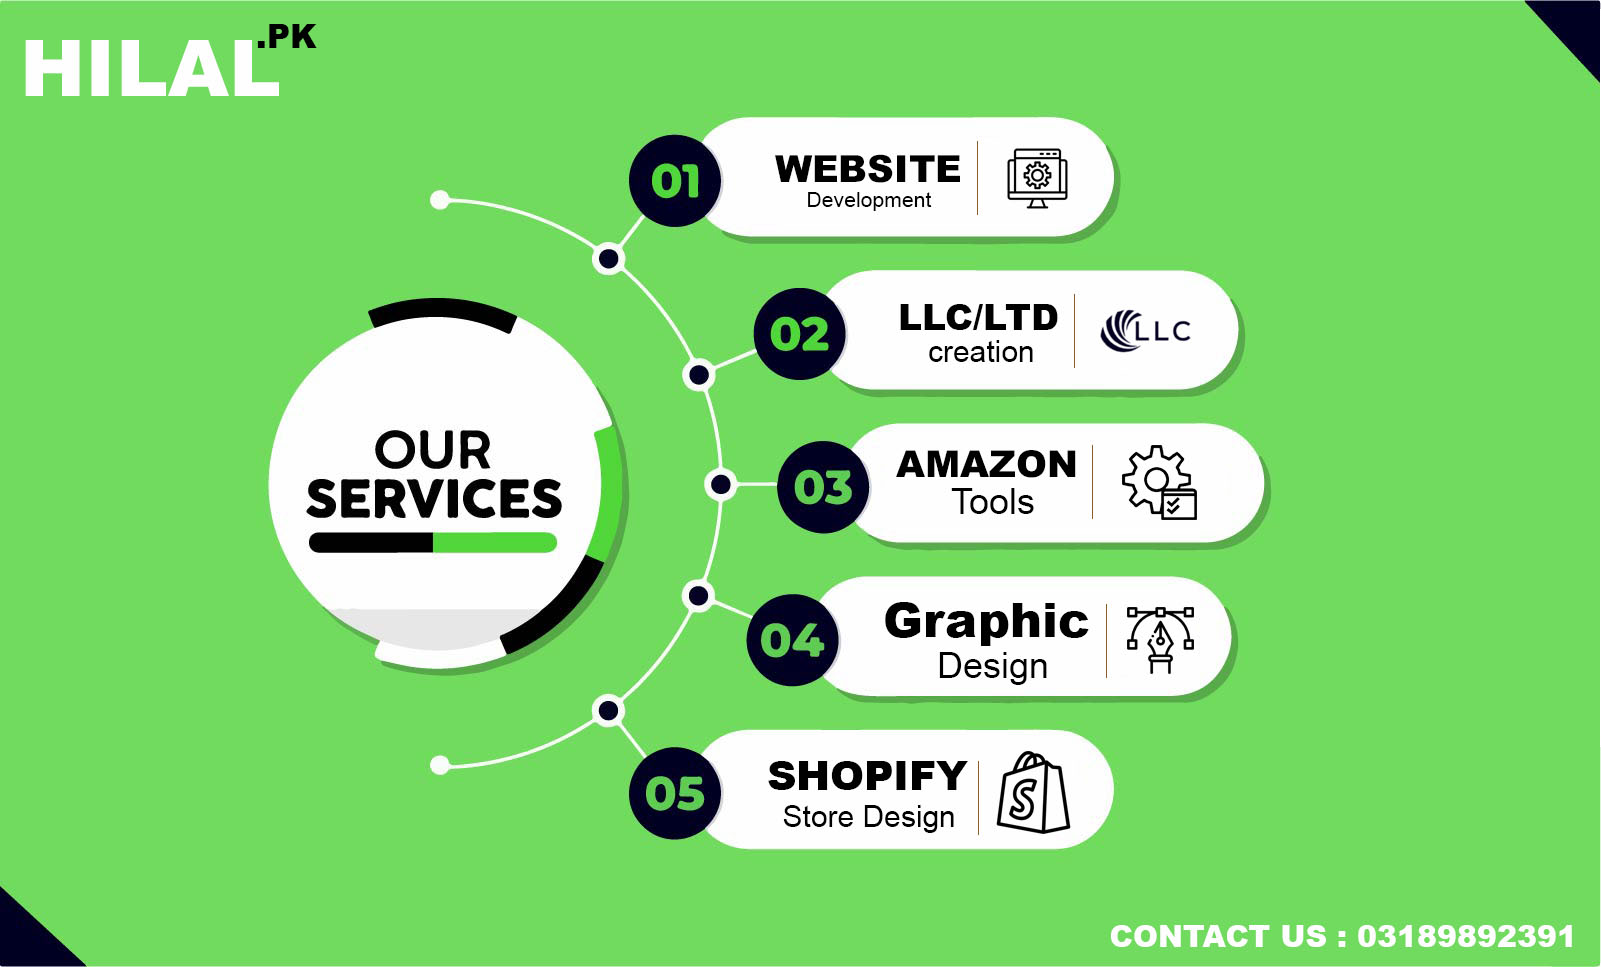 HILAL.PK
01
WEBSITE
Development
02
LLC/LTD
creation
LLC
03
AMAZON
Tools
OUR
SERVICES
04
Graphic
Design
05
SHOPIFY
Store Design
S
CONTACT US : 03189892391